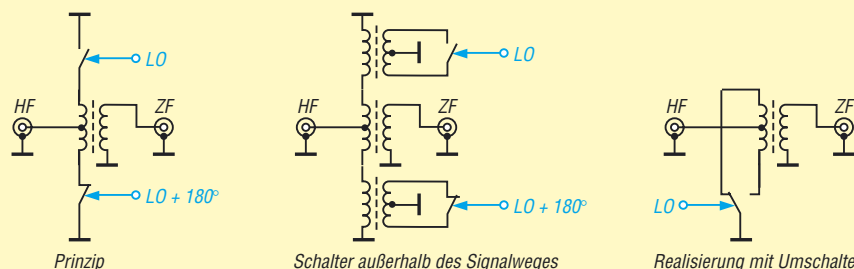 LO
HF
ZF
LO + 180°
Prinzip
LO
HF
ZF
LO + 180°
Schalter außerhalb des Signalweges
HF
ZF
LO
Realisierung mit Umschalte